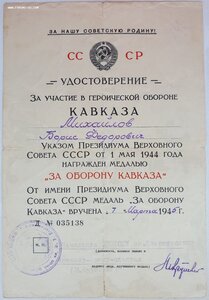 ЗА НАШУ СОВЕТСКУЮ РОДИНУ!
СС СР
УДОСТОВЕРЕНИЕ
ЗА УЧАСТИЕ В ГЕРОИЧЕСКОЙ ОБОРОНЕ
КАВКАЗА
Михайлов
Борис Федорович
УКАЗОМ ПРЕЗИДИУМА ВЕРХОВНОГО
СОВЕТА СССР ОТ 1 МАЯ 1944 ГОДА
НАГРАЖДЕН МЕДАЛЬЮ
"ЗА ОБОРОНУ КАВКАЗА"
ОТ ИМЕНИ ПРЕЗИДИУМА ВЕРХОВНОГО
СОВЕТА СССР МЕДАЛЬ „ЗА ОБОРОНУ
КАВКАЗА" ВРУЧЕНА „7" Марта 1946 г.
Д № 035138
М. П.